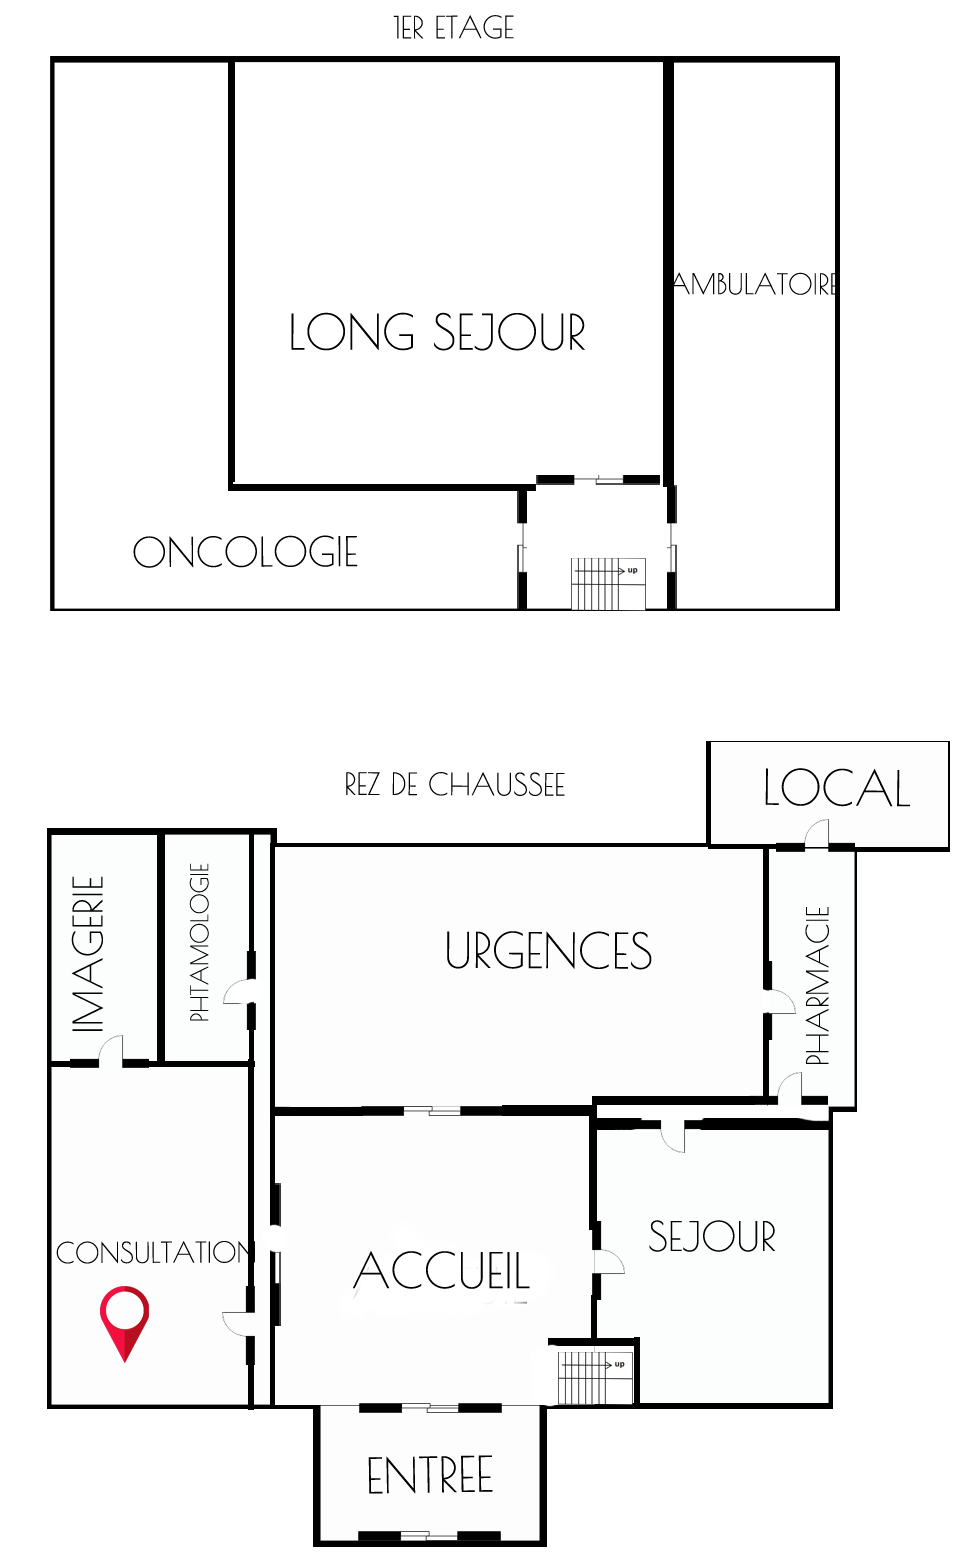 1ER ETAGE
AMBULATOIRE
LONG SEJOUR
ONCOLOGIE
up
REZ DE CHAUSSEE
LOCAL
IMAGERIE
PHTAMOLOGIE
URGENCES
PHARMACIE
CONSULTATION
ACCUEIL
SEJOUR
up
ENTREE